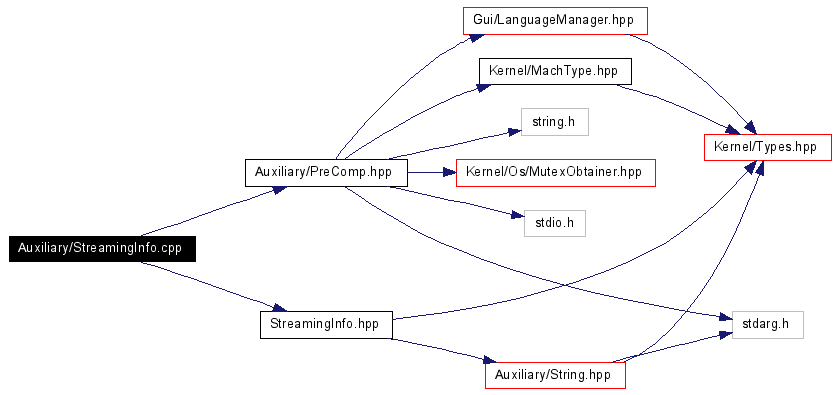 Gui/LanguageManager.hpp
Kernel/MachType.hpp
string.h
Kernel/Types.hpp
Auxiliary/PreComp.hpp
Kernel/Os/MutexObtainer.hpp
stdio.h
Auxiliary/StreamingInfo.cpp
StreamingInfo.hpp
stdarg.h
Auxiliary/String.hpp